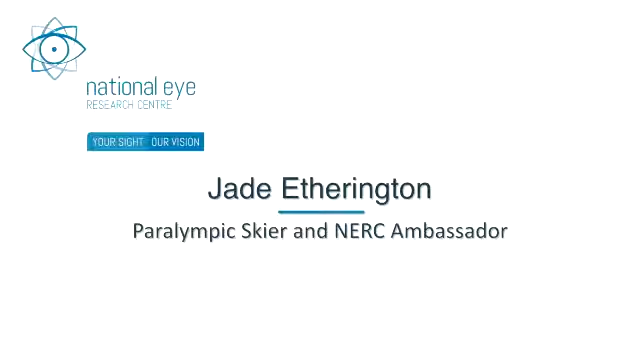 national eye
RESEARCH CENTRE
YOUR SIGHT OUR VISION
Jade Etherington
Paralympic Skier and NERC Ambassador